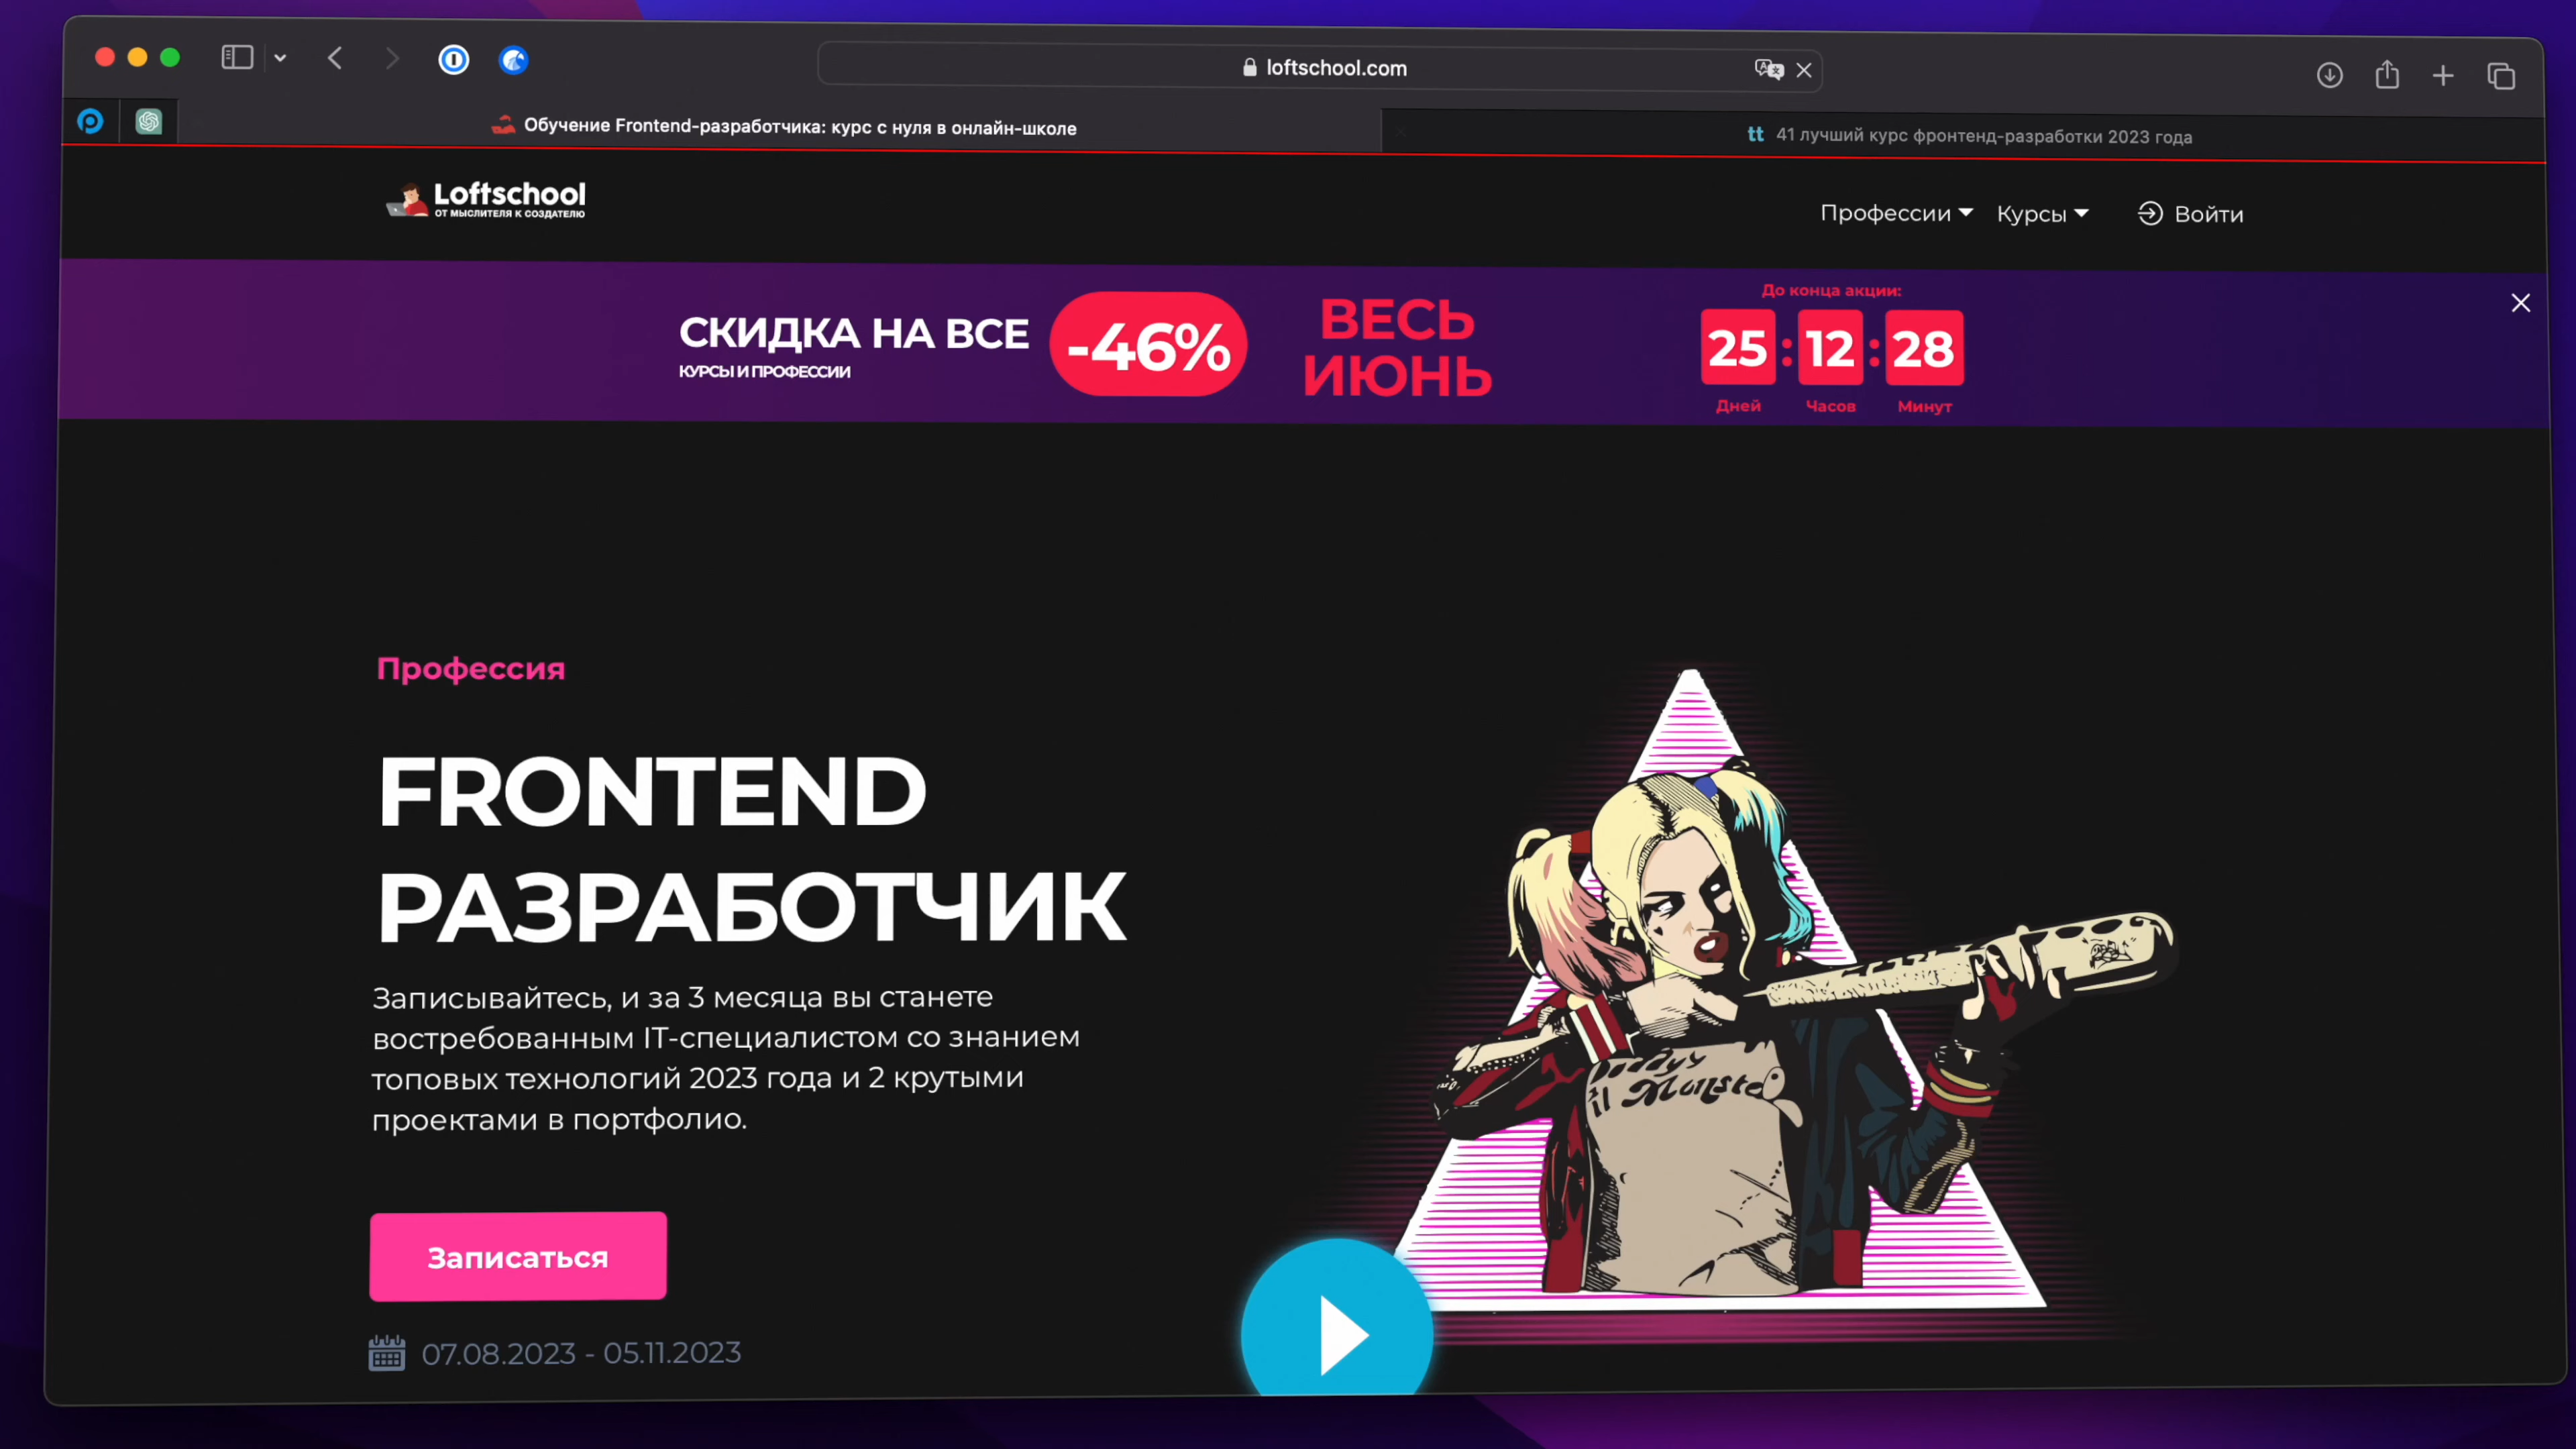 loftschool.com
Обучение Frontend-разработчика: курс с нуля в онлайн-школе
tt 41 лучший курс фронтенд-разработки 2023 года
Loftschool
ОТ МЫСЛИТЕЛЯ К СОЗДАТЕЛЮ
Профессии Курсы Войти
СКИДКА НА ВСЕ
КУРСЫ И ПРОФЕССИИ
-46%
ВЕСЬ
ИЮНЬ
До конца акции:
25 : 12 : 28
Дней Часов Минут
Профессия
FRONTEND
РАЗРАБОТЧИК
Записывайтесь, и за 3 месяца вы станете
востребованным IT-специалистом со знанием
топовых технологий 2023 года и 2 крутыми
проектами в портфолио.
Записаться
07.08.2023 - 05.11.2023